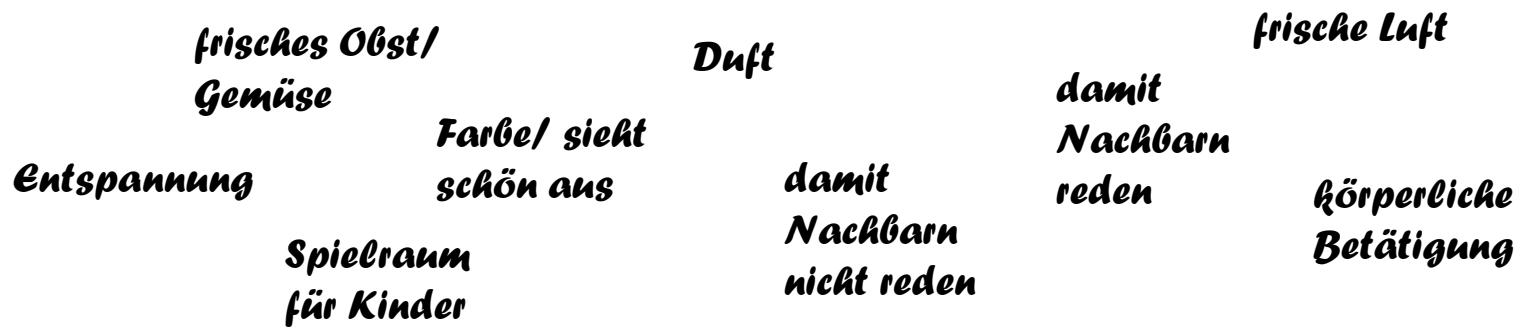 frisches Obst/
Gemüse
Duft
frische Luft
Entspannung
Farbe/ sieht
schön aus
damit
Nachbarn
reden
damit
Nachbarn
nicht reden
körperliche
Betätigung
Spielraum
für Kinder